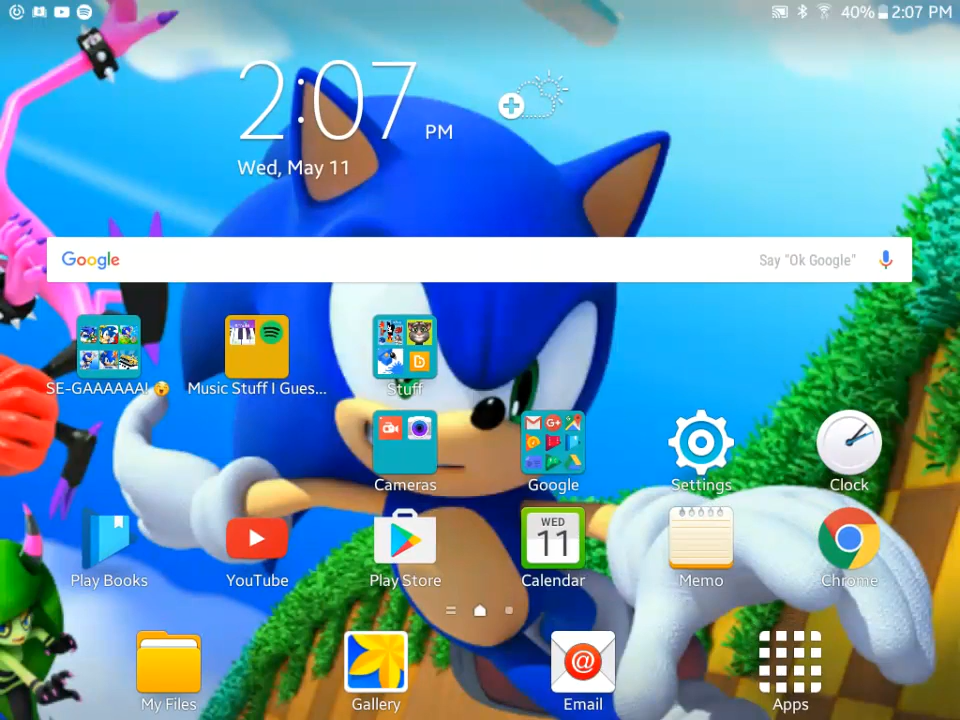 40% 2:07 PM
2:07 PM
Wed, May 11
Google Say "Ok Google"
SE-GAAAAAA! 😲 Music Stuff I Gues... Stuff
Cameras Google Settings Clock
WED
11
Play Books YouTube Play Store Calendar Memo Chrome
@
My Files Gallery Email Apps